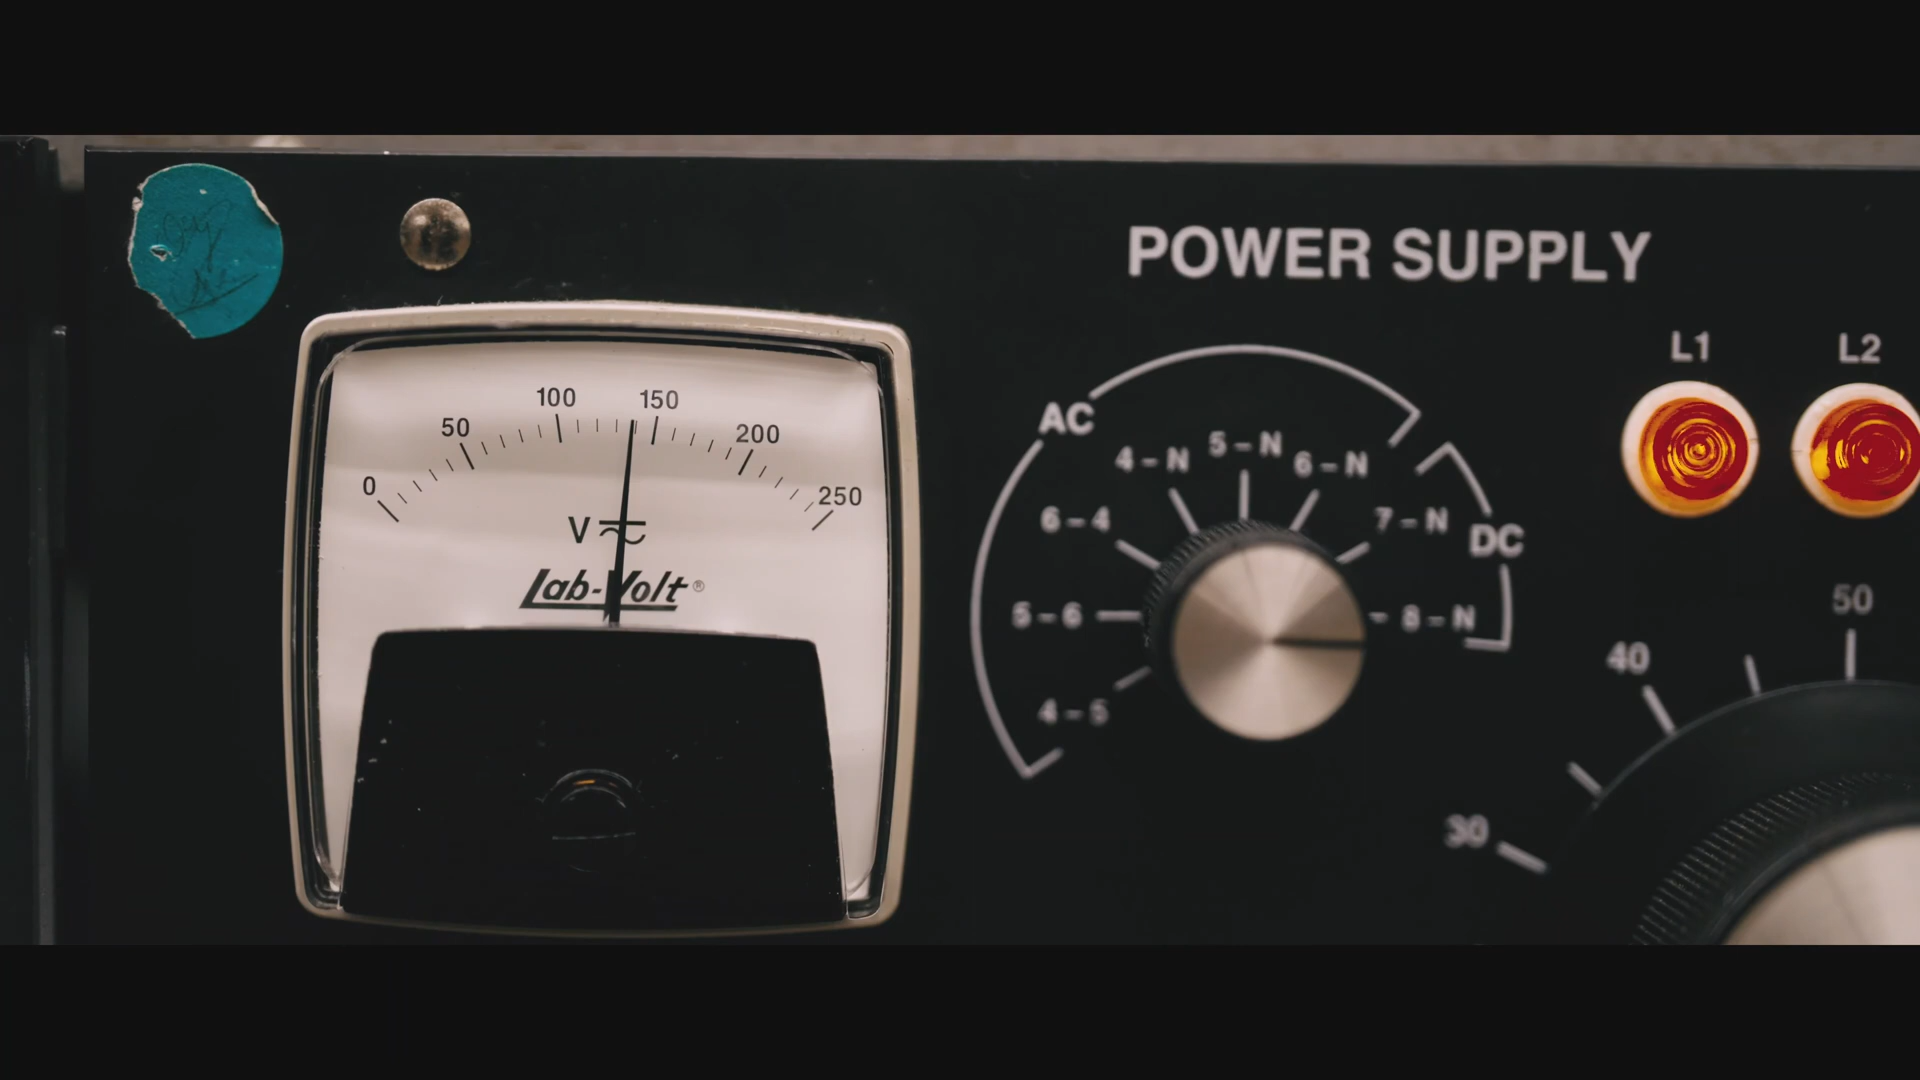 POWER SUPPLY
L1
L2
0
50
100
150
200
250
V
Lab-Volt®
AC
4-N
5-N
6-N
6-4
7-N
DC
5-6
8-N
4-5
50
40
30